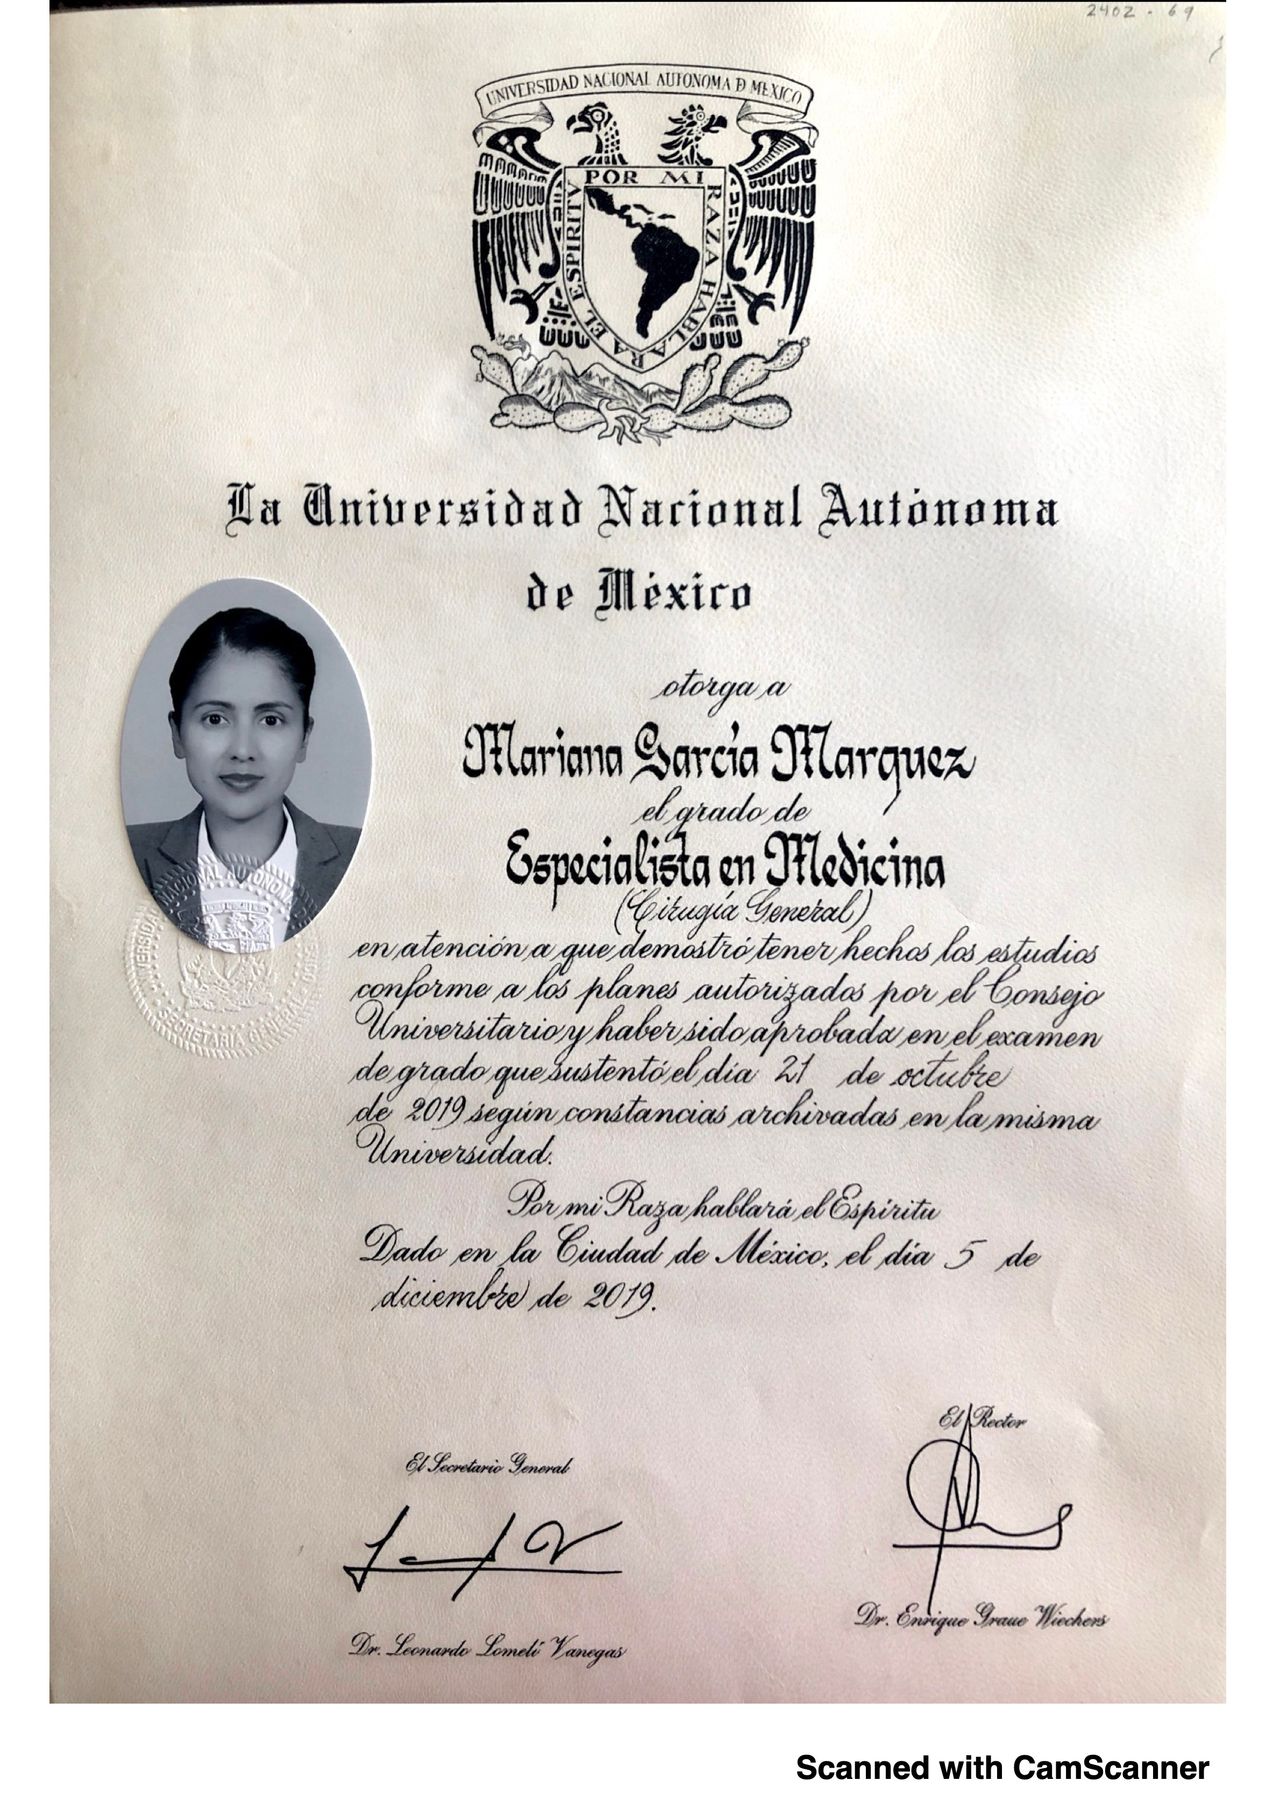 2402 - 69
UNIVERSIDAD NACIONAL AUTONOMA D MEXICO
POR MI RAZA HABLARA EL ESPIRITV
La Universidad Nacional Autónoma
de México
otorga a
Mariana García Marquez
el grado de
Especialista en Medicina
(Cirugía General)
en atención a que demostró tener hechos los estudios
conforme a los planes autorizados por el Consejo
Universitario y haber sido aprobada en el examen
de grado que sustentó el día 21 de octubre
de 2019 según constancias archivadas en la misma
Universidad.
Por mi Raza hablará el Espíritu
Dado en la Ciudad de México, el día 5 de
diciembre de 2019.
El Secretario General
El Rector
Dr. Leonardo Lomelí Vanegas
Dr. Enrique Graue Wiechers
SECRETARIA GENERAL
Scanned with CamScanner